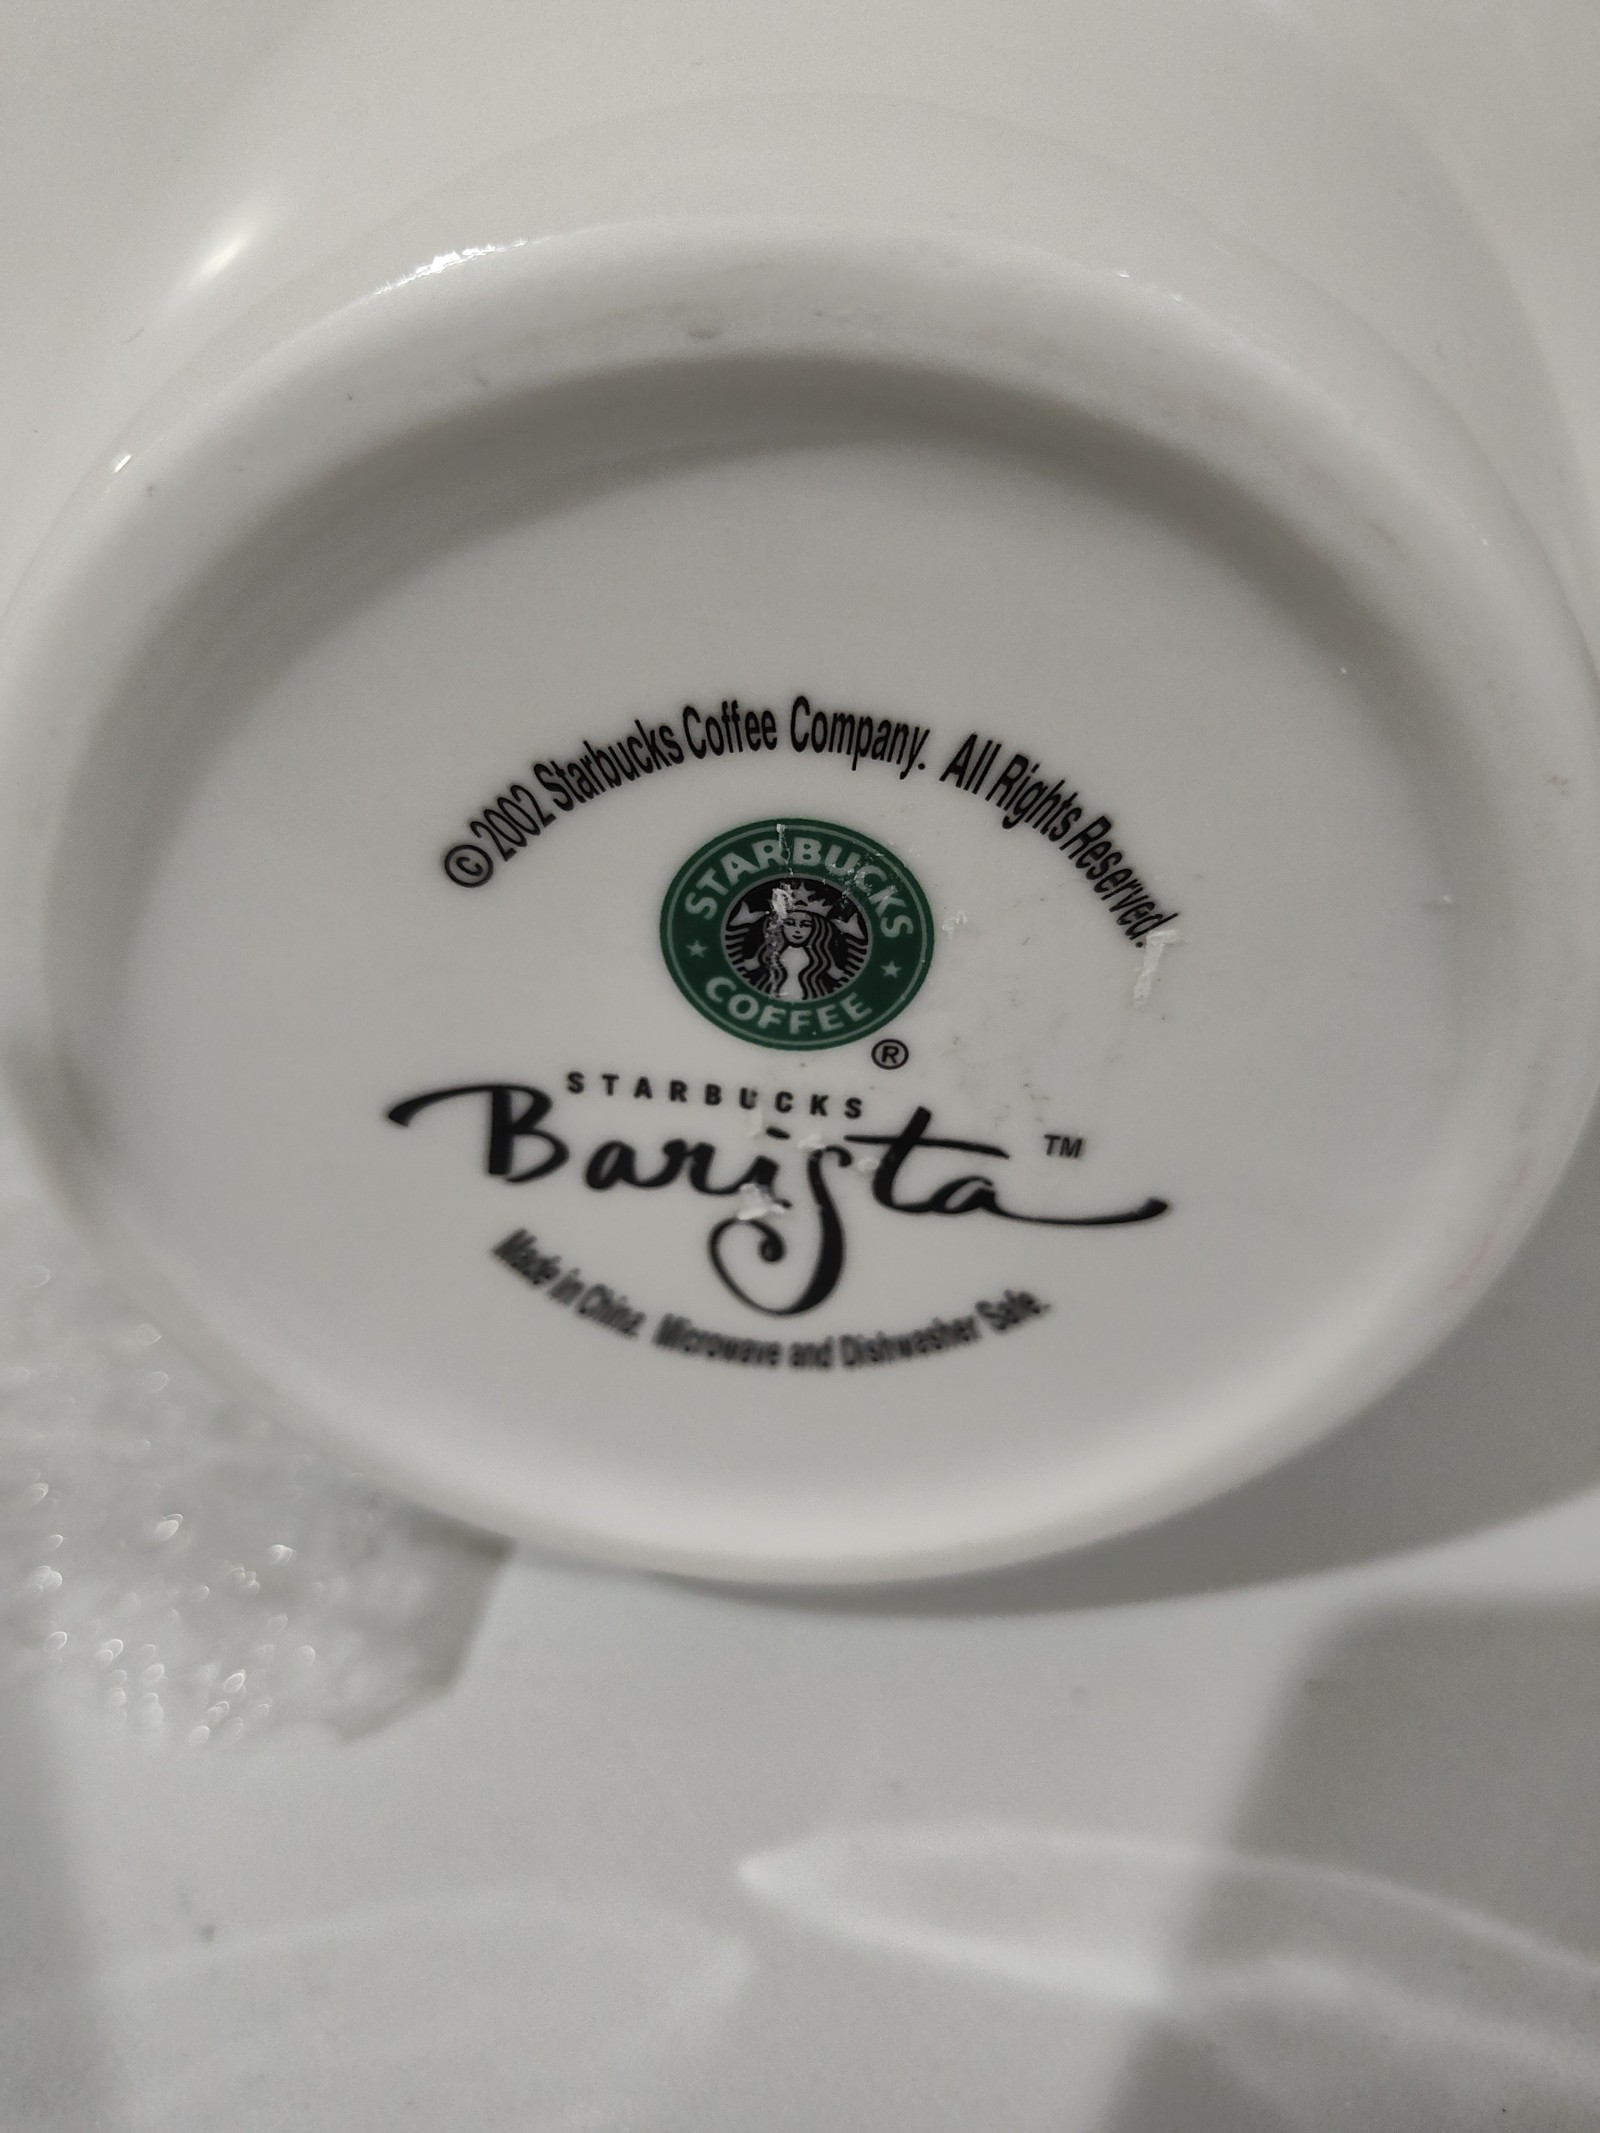 © 2002 Starbucks Coffee Company. All Rights Reserved.
STARBUCKS
COFFEE
®
STARBUCKS
Barista ™
Made in China. Microwave and Dishwasher Safe.